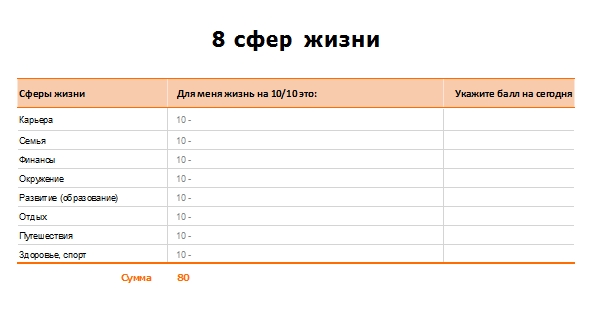 8 сфер жизни
Сферы жизни Для меня жизнь на 10/10 это: Укажите балл на сегодня
Карьера 10 -
Семья 10 -
Финансы 10 -
Окружение 10 -
Развитие (образование) 10 -
Отдых 10 -
Путешествия 10 -
Здоровье, спорт 10 -
Сумма 80